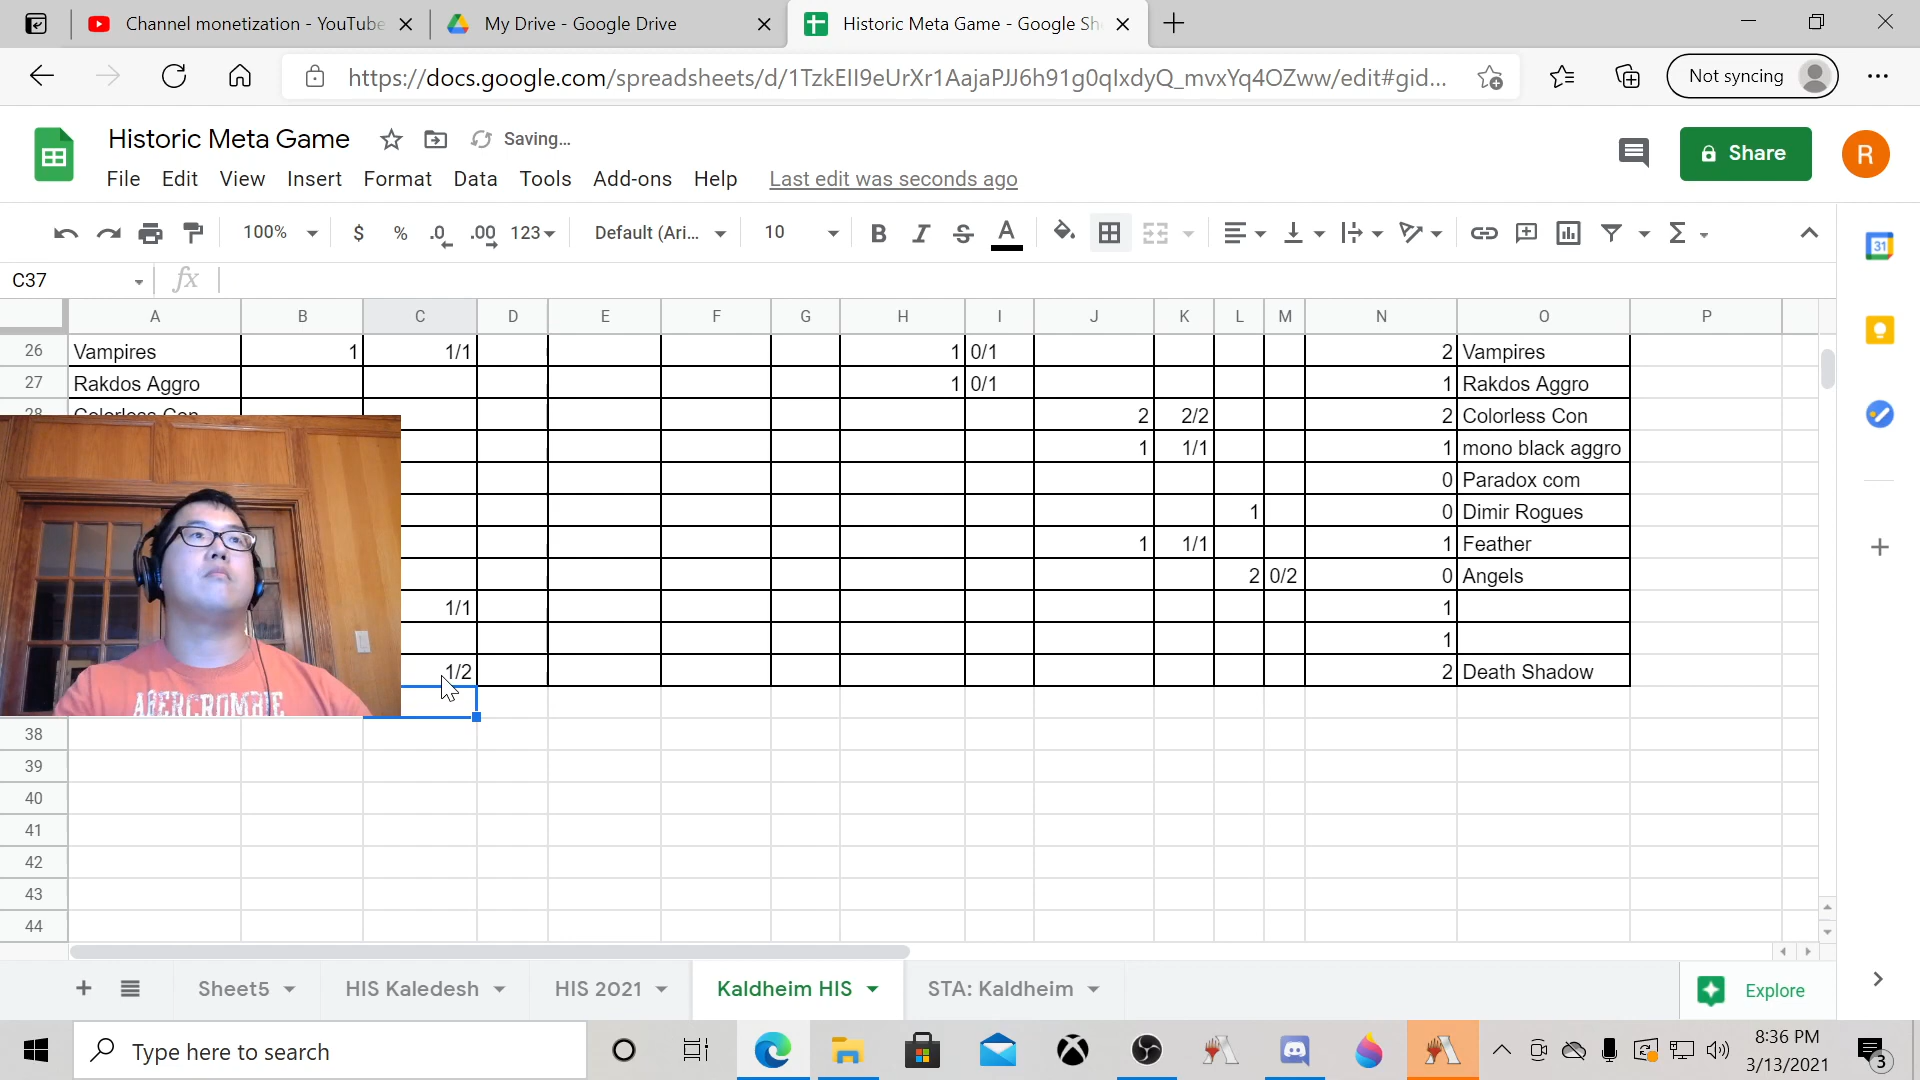 Channel monetization - YouTube
My Drive - Google Drive
Historic Meta Game - Google Sh
https://docs.google.com/spreadsheets/d/1TzkEII9eUrXr1AajaPJJ6h91g0qIxdyQ_mvxYq4OZww/edit#gid...
Not syncing
Historic Meta Game
Saving...
Share
R
File Edit View Insert Format Data Tools Add-ons Help Last edit was seconds ago
100% $ % .0 .00 123 Default (Ari... 10 B I S A
31
C37 fx
A B C D E F G H I J K L M N O P
26 Vampires 1 1/1 1 0/1 2 Vampires
27 Rakdos Aggro 1 0/1 1 Rakdos Aggro
28 Colorless Con 2 2/2 2 Colorless Con
1 1/1 1 mono black aggro
0 Paradox com
1 0 Dimir Rogues
1 1/1 1 Feather
2 0/2 0 Angels
1/1 1
1
1/2 2 Death Shadow
ABERCROMBIE
38
39
40
41
42
43
44
Sheet5 HIS Kaledesh HIS 2021 Kaldheim HIS STA: Kaldheim Explore
Type here to search
8:36 PM
3/13/2021
3